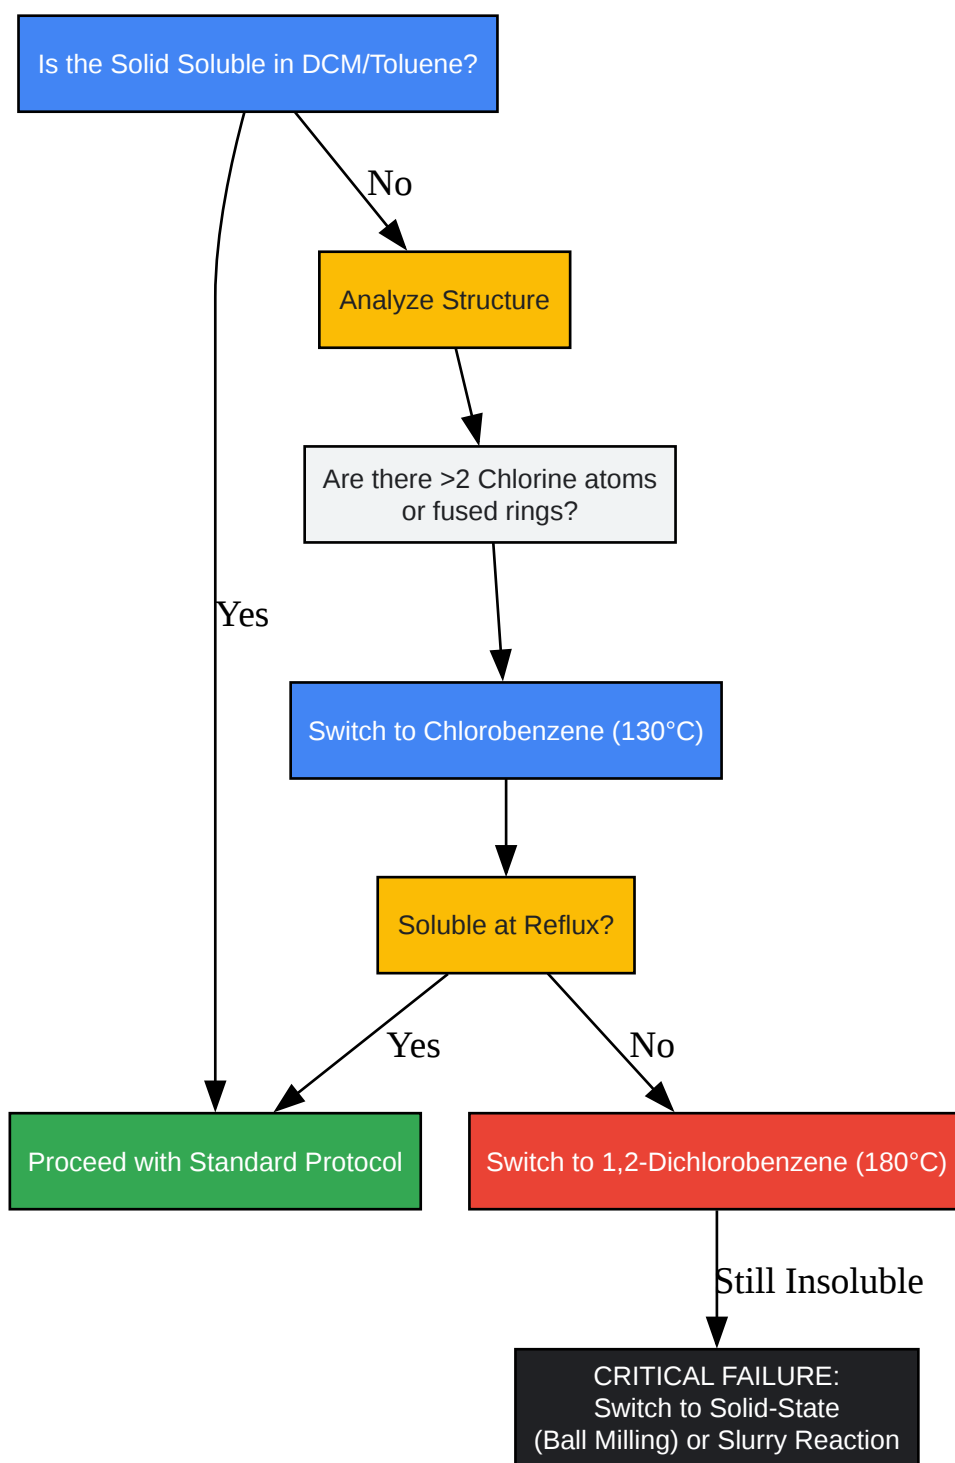 Is the Solid Soluble in DCM/Toluene?
No
Analyze Structure
Are there >2 Chlorine atoms
or fused rings?
Yes
Switch to Chlorobenzene (130°C)
Soluble at Reflux?
Yes
No
Proceed with Standard Protocol
Switch to 1,2-Dichlorobenzene (180°C)
Still Insoluble
CRITICAL FAILURE:
Switch to Solid-State
(Ball Milling) or Slurry Reaction